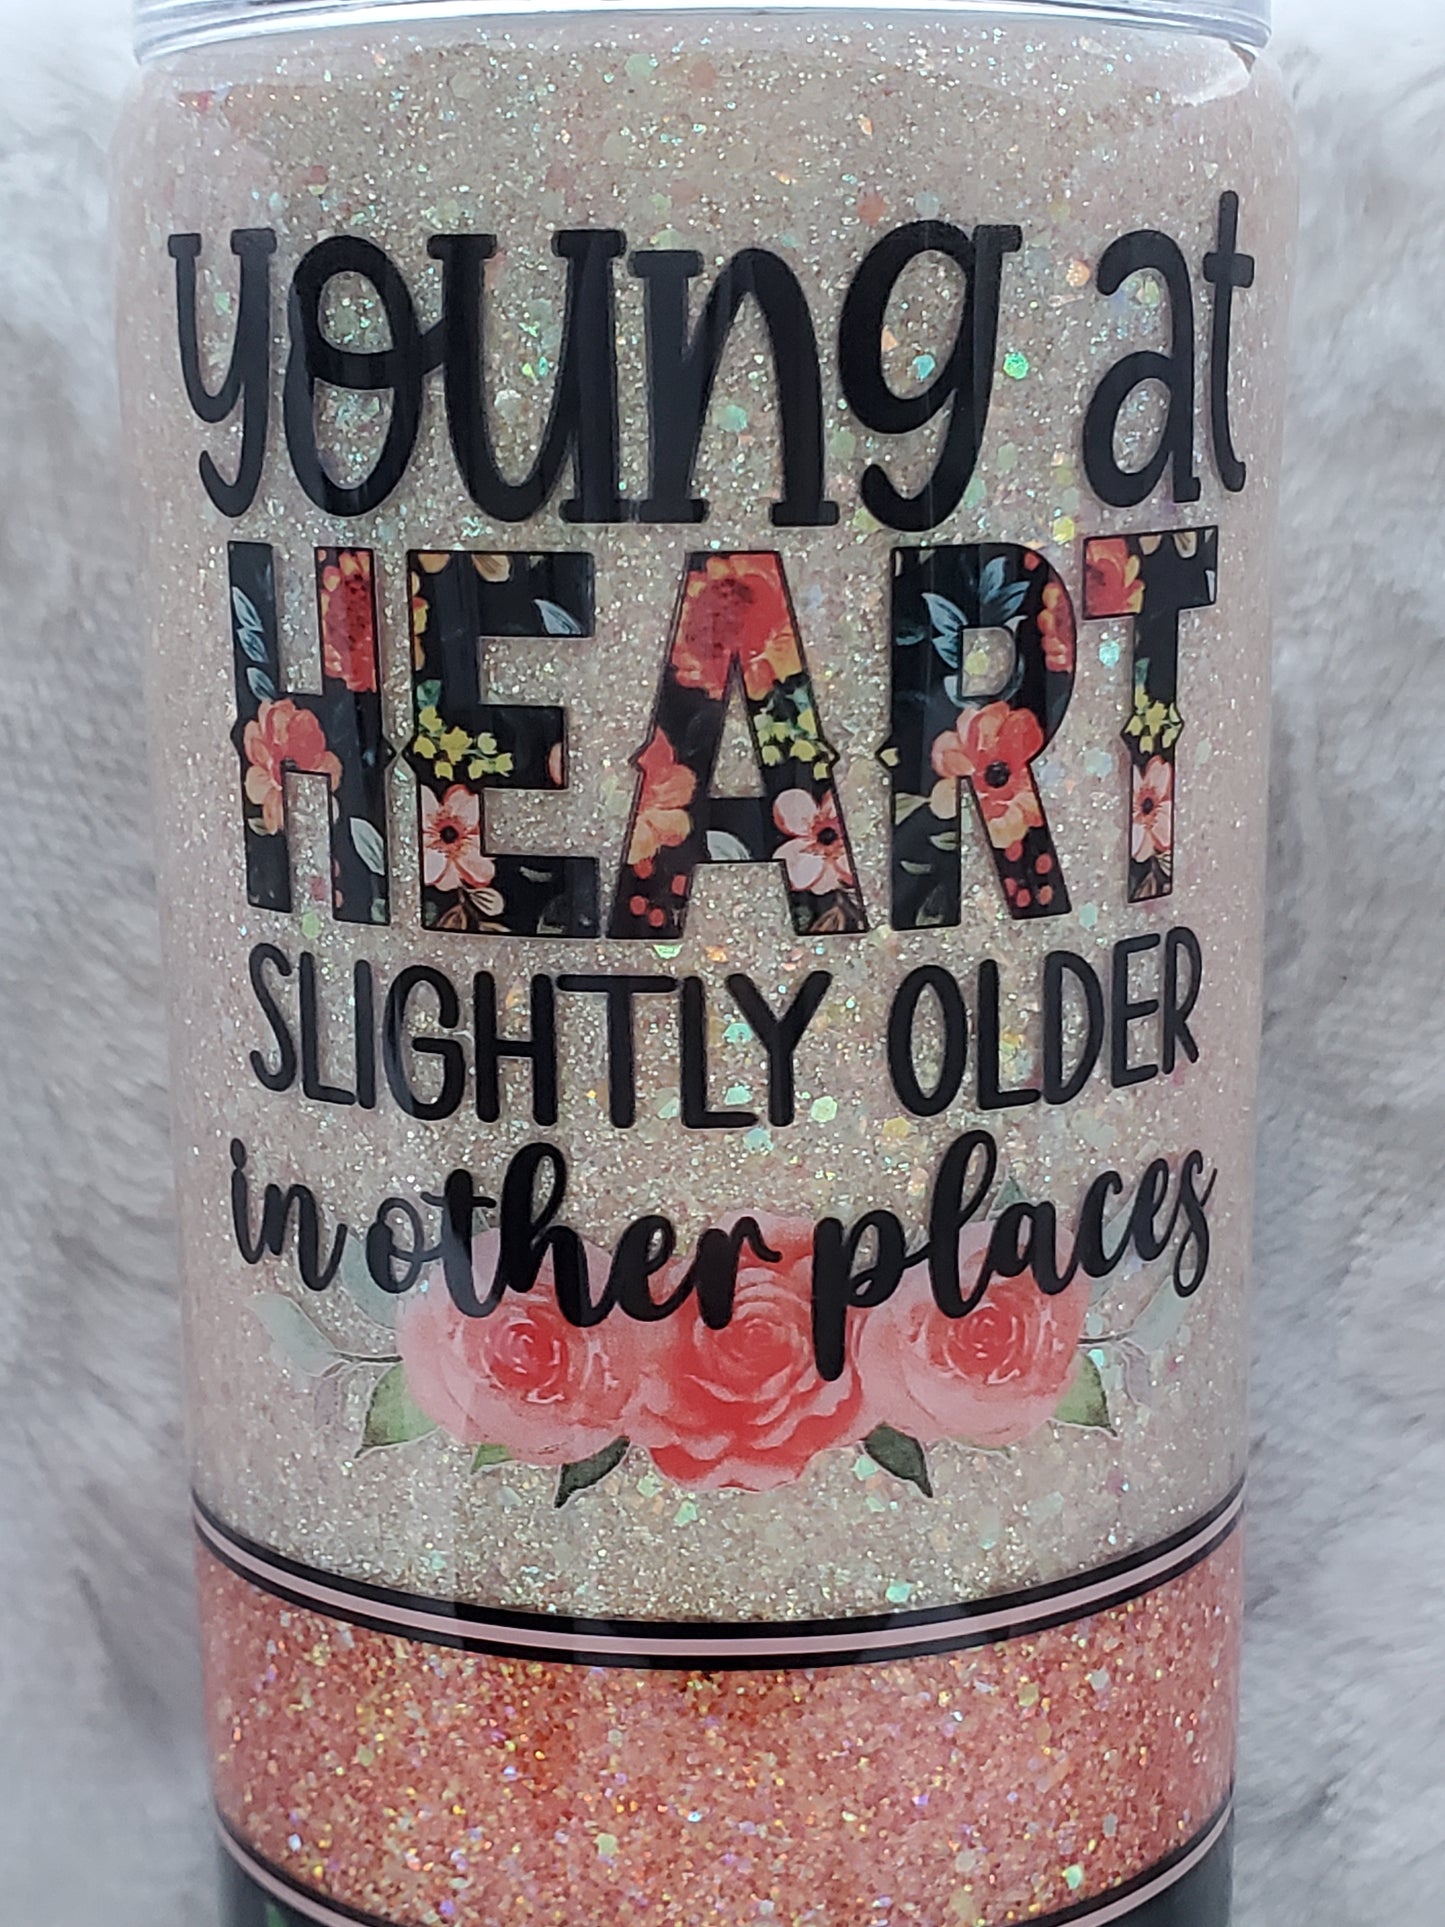 young at
HEART
SLIGHTLY OLDER
in other places